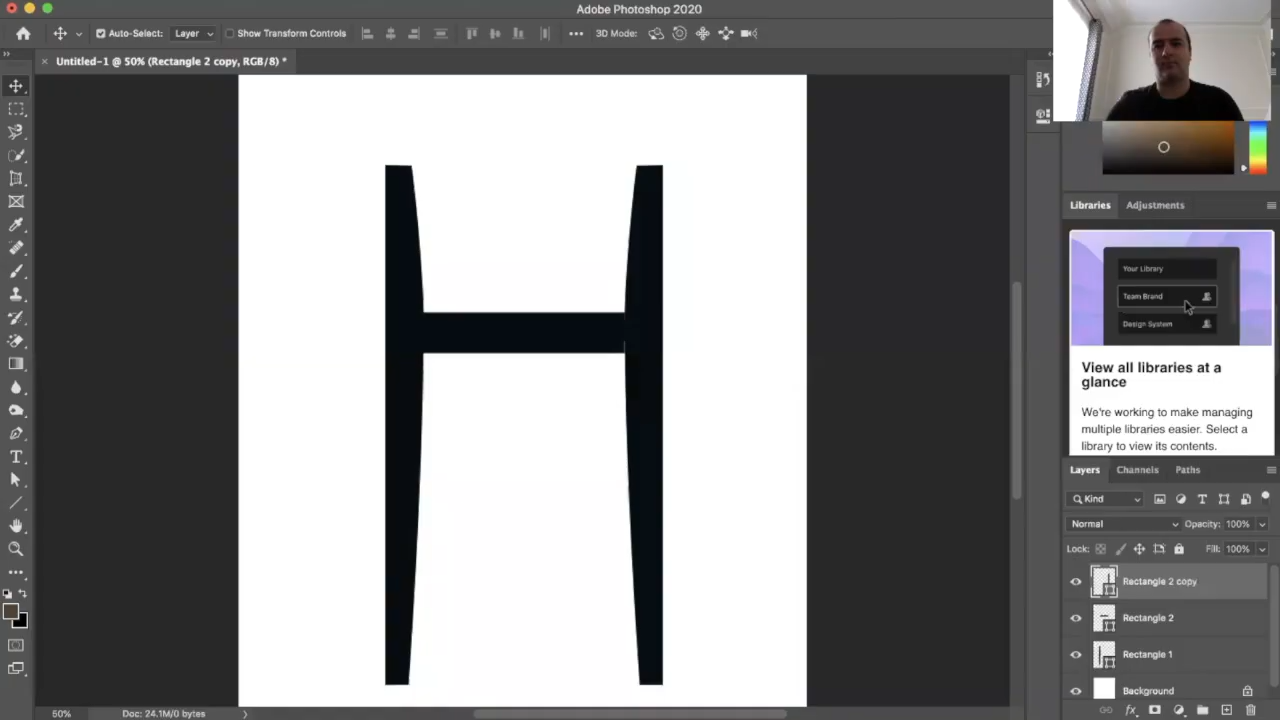 Adobe Photoshop 2020
Auto-Select: Layer Show Transform Controls 3D Mode:
Untitled-1 @ 50% (Rectangle 2 copy, RGB/8) *
H
Libraries Adjustments
Your Library
Team Brand
Design System
View all libraries at a
glance
We're working to make managing
multiple libraries easier. Select a
library to view its contents.
Layers Channels Paths
Kind
Normal Opacity: 100%
Lock: Fill: 100%
Rectangle 2 copy
Rectangle 2
Rectangle 1
Background
50% Doc: 24.1M/0 bytes